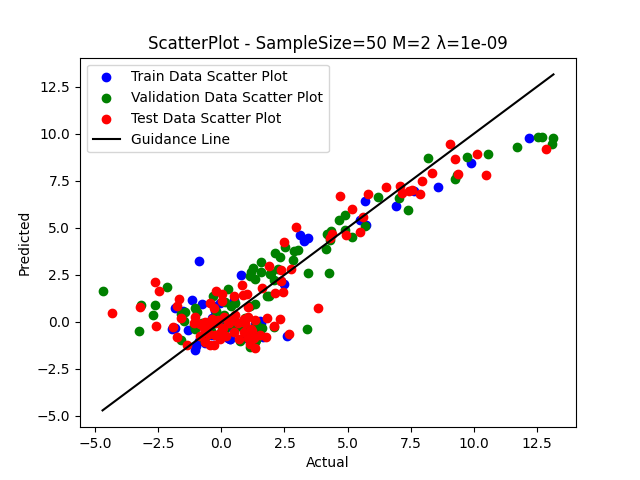 ScatterPlot - SampleSize=50 M=2 λ=1e-09
Train Data Scatter Plot
Validation Data Scatter Plot
Test Data Scatter Plot
Guidance Line
12.5
10.0
7.5
5.0
2.5
0.0
−2.5
−5.0
Predicted
−5.0 −2.5 0.0 2.5 5.0 7.5 10.0 12.5
Actual